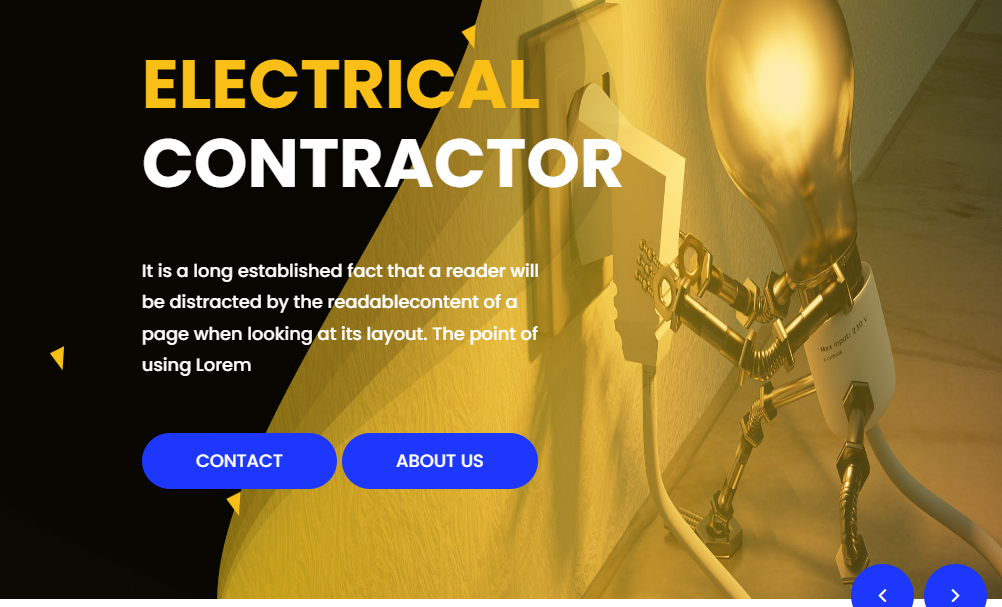 ELECTRICAL
CONTRACTOR
It is a long established fact that a reader will
be distracted by the readablecontent of a
page when looking at its layout. The point of
using Lorem
CONTACT
ABOUT US
Max input: 230 V